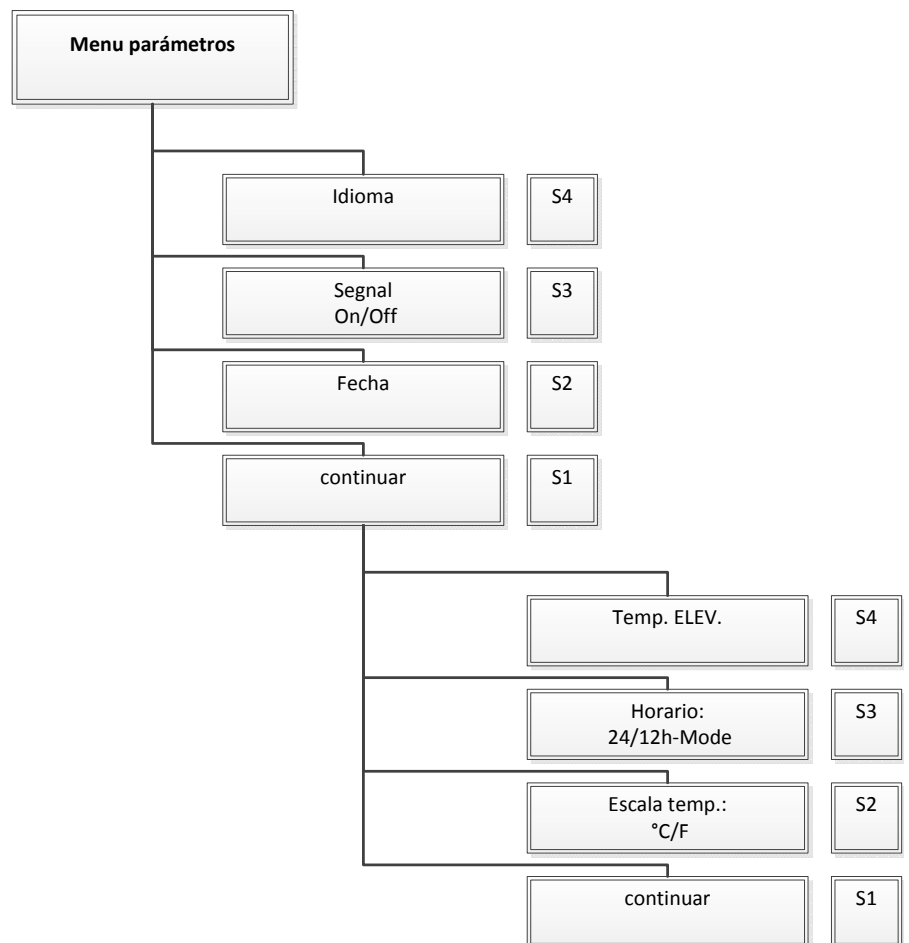 Menu parámetros
Idioma
S4
Segnal
On/Off
S3
Fecha
S2
continuar
S1
Temp. ELEV.
S4
Horario:
24/12h-Mode
S3
Escala temp.:
°C/F
S2
continuar
S1